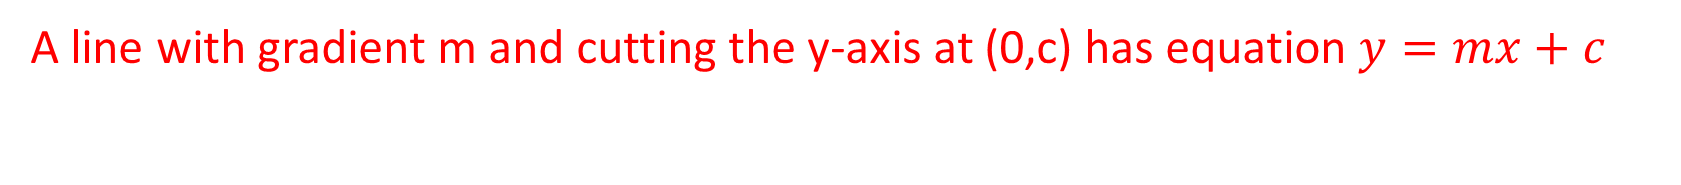 A line with gradient m and cutting the y-axis at (0,c) has equation y = mx + c